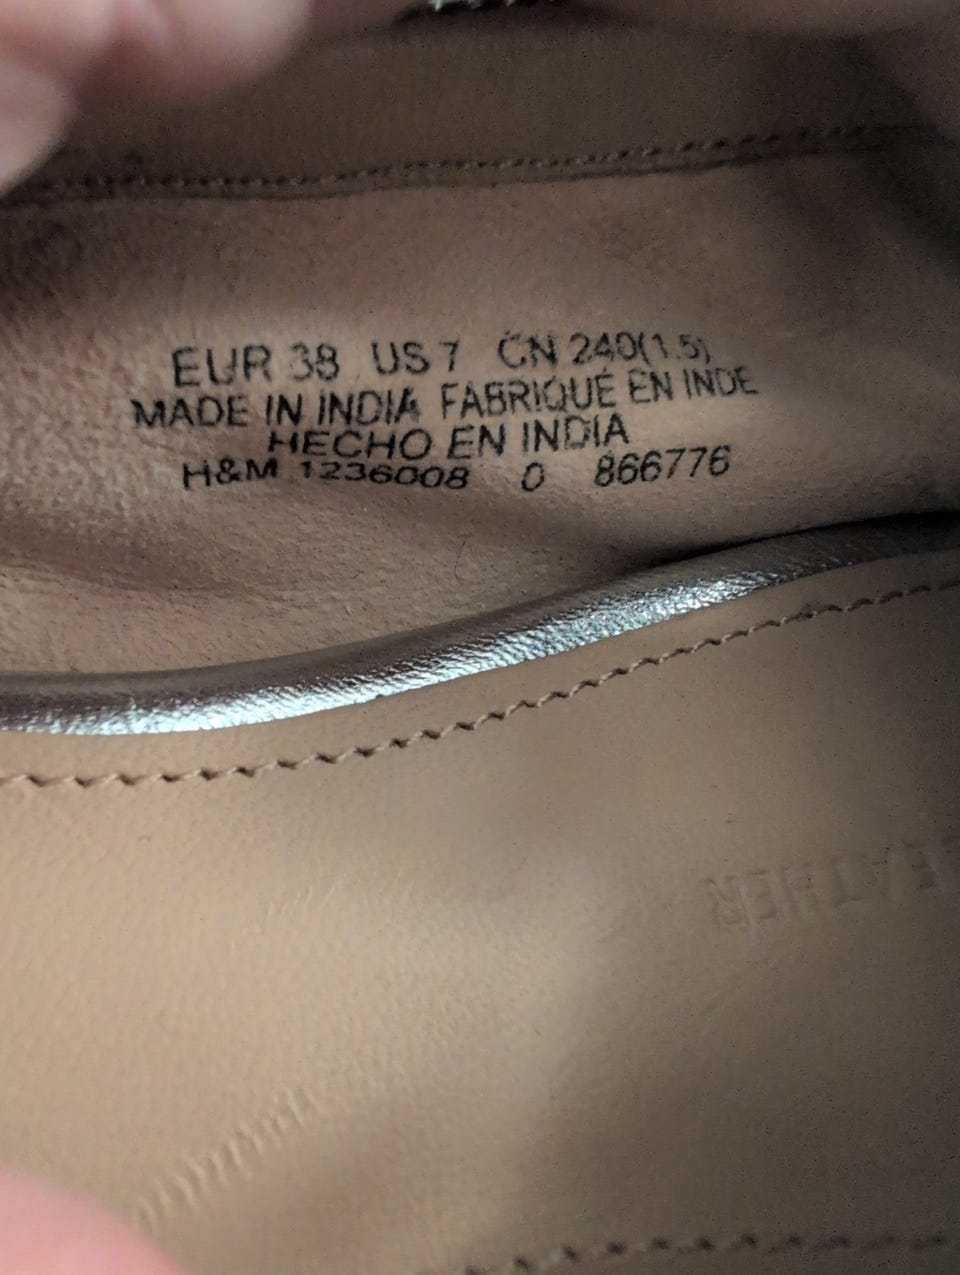 EUR 38 US 7 CN 240(1.5)
MADE IN INDIA FABRIQUÉ EN INDE
HECHO EN INDIA
H&M 1236008 0 866776
LEATHER